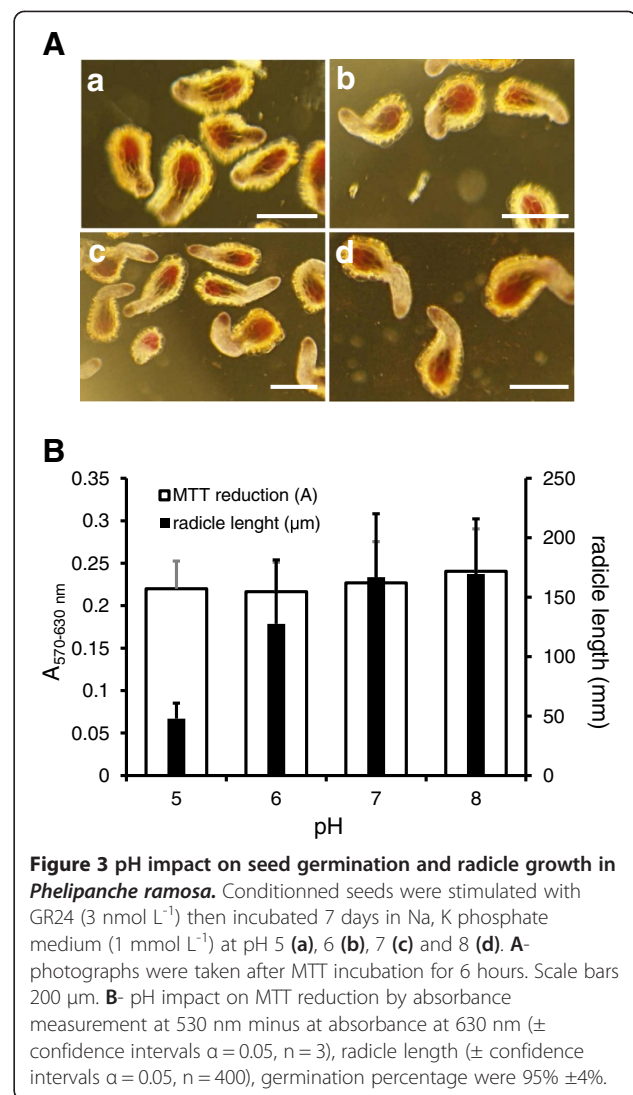 A
a
b
c
d
B
0.35
0.3
0.25
0.2
0.15
0.1
0.05
0
A570-630 nm
MTT reduction (A)
radicle lenght (µm)
250
200
150
100
50
0
radicle length (mm)
5 6 7 8
pH
Figure 3 pH impact on seed germination and radicle growth in
Phelipanche ramosa. Conditionned seeds were stimulated with
GR24 (3 nmol L-1) then incubated 7 days in Na, K phosphate
medium (1 mmol L-1) at pH 5 (a), 6 (b), 7 (c) and 8 (d). A-
photographs were taken after MTT incubation for 6 hours. Scale bars
200 µm. B- pH impact on MTT reduction by absorbance
measurement at 530 nm minus at absorbance at 630 nm (±
confidence intervals α = 0.05, n = 3), radicle length (± confidence
intervals α = 0.05, n = 400), germination percentage were 95% ±4%.